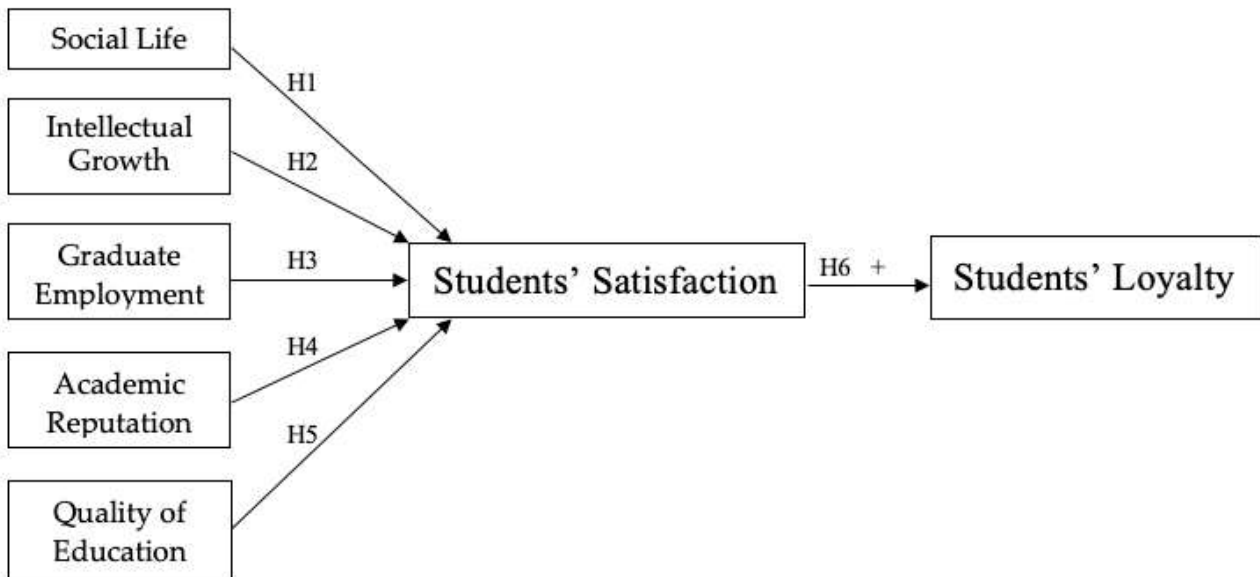 Social Life
H1
Intellectual
Growth
H2
Graduate
Employment
H3
Academic
Reputation
H4
Quality of
Education
H5
Students’ Satisfaction
H6 +
Students’ Loyalty